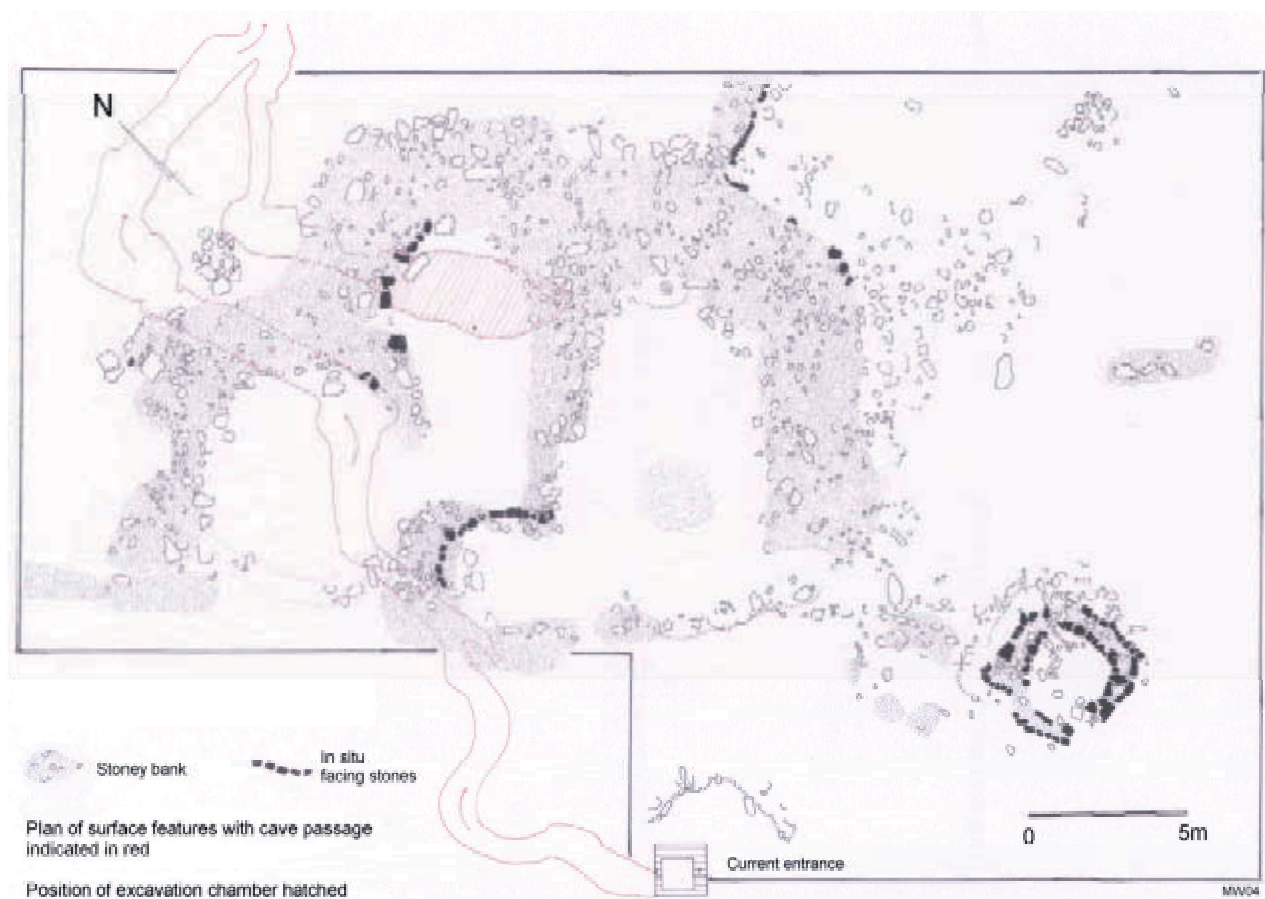 N
Stoney bank
In situ
facing stones
Plan of surface features with cave passage
indicated in red
Position of excavation chamber hatched
Current entrance
0 5m
MW04